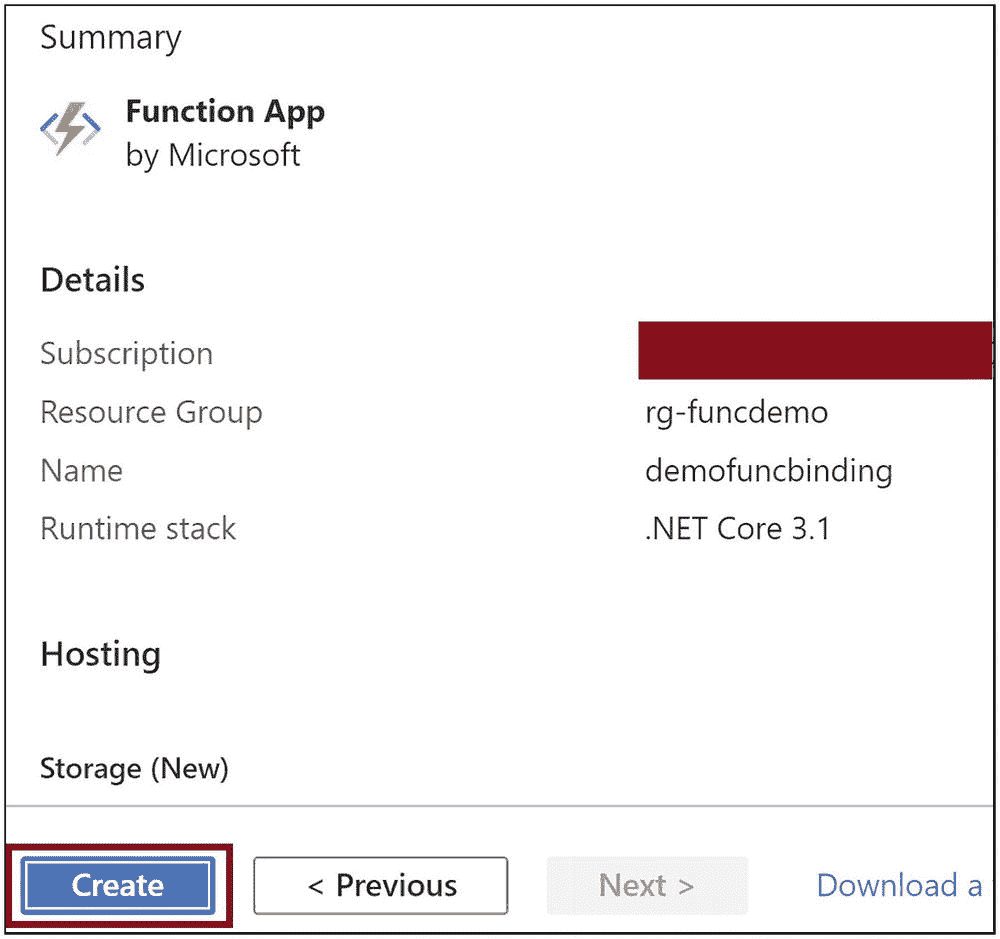 Summary
Function App
by Microsoft
Details
Subscription
Resource Group rg-funcdemo
Name demofuncbinding
Runtime stack .NET Core 3.1
Hosting
Storage (New)
Create < Previous Next > Download a